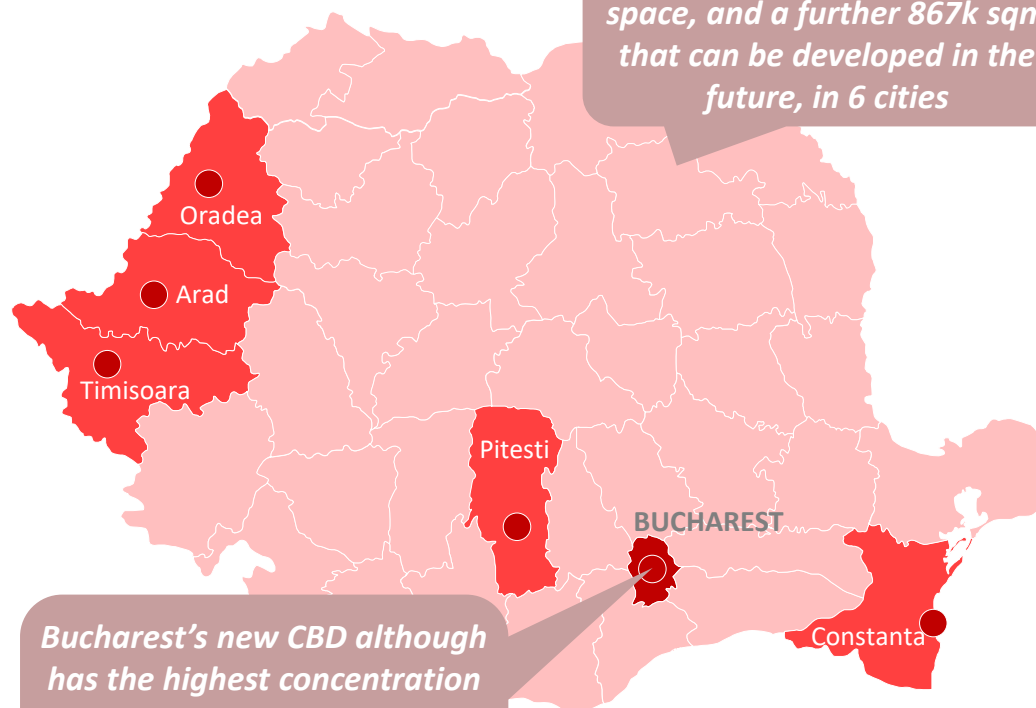 space, and a further 867k sqm
that can be developed in the
future, in 6 cities
Oradea
Arad
Timisoara
Pitesti
BUCHAREST
Constanta
Bucharest's new CBD although
has the highest concentration